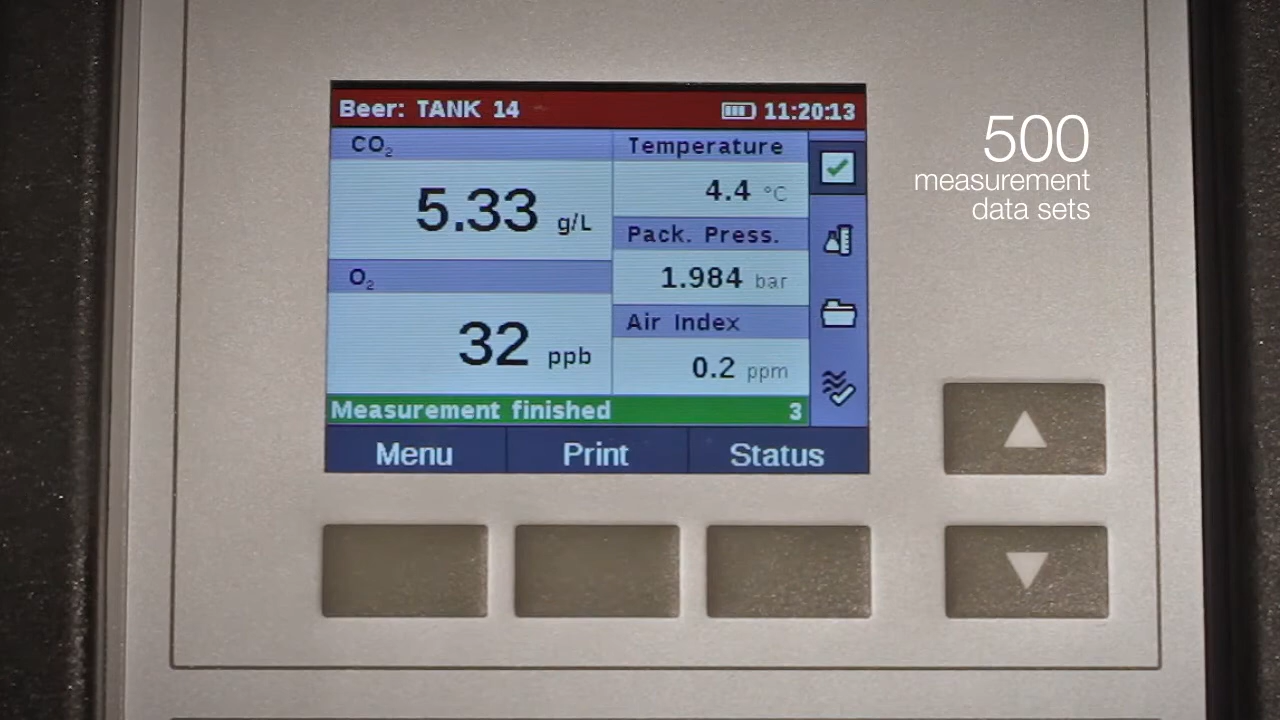 Beer: TANK 14 11:20:13
CO₂
5.33 g/L
O₂
32 ppb
Temperature
4.4 °C
Pack. Press.
1.984 bar
Air Index
0.2 ppm
Measurement finished 3
Menu Print Status
500
measurement
data sets